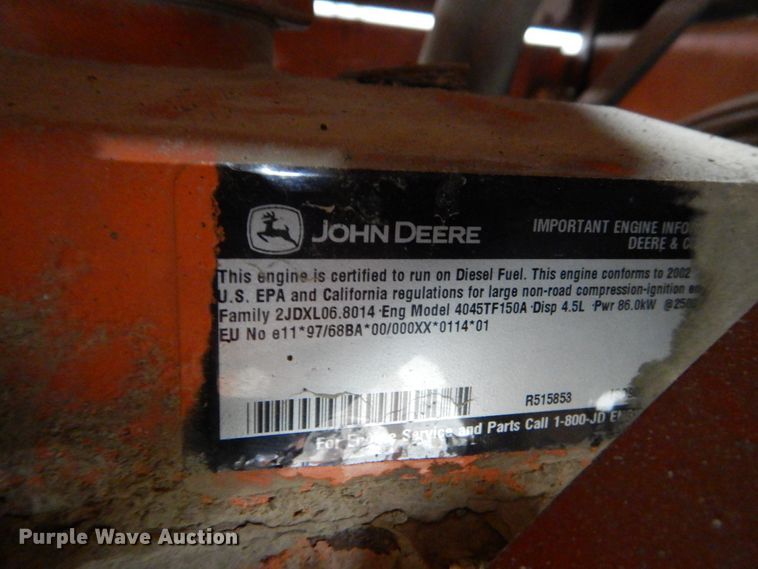 JOHN DEERE
IMPORTANT ENGINE
DEERE &
This engine is certified to run on Diesel Fuel. This engine conforms to 2002
U.S. EPA and California regulations for large non-road compression-ignition
Family 2JDXL06.8014 Eng Model 4045TF150A Disp 4.5L Pwr 86.0kW @
EU No e11*97/68BA*00/000XX*0114*01
R515853
For Engine Service and Parts Call 1-800-JD
Purple Wave Auction